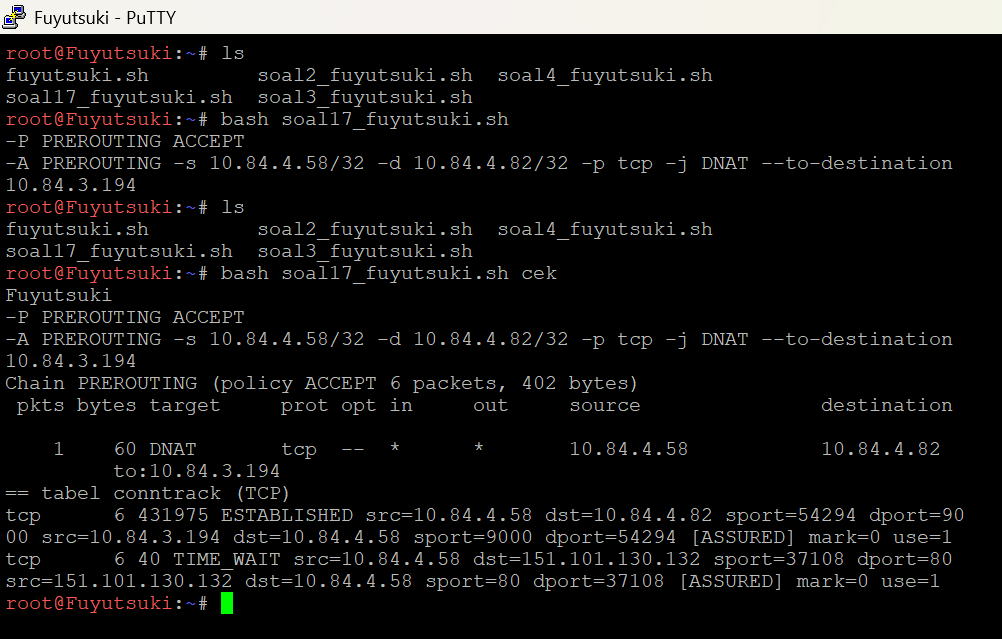 Fuyutsuki - PuTTY
root@Fuyutsuki:~# ls
fuyutsuki.sh         soal2_fuyutsuki.sh  soal4_fuyutsuki.sh
soal17_fuyutsuki.sh  soal3_fuyutsuki.sh
root@Fuyutsuki:~# bash soal17_fuyutsuki.sh
-P PREROUTING ACCEPT
-A PREROUTING -s 10.84.4.58/32 -d 10.84.4.82/32 -p tcp -j DNAT --to-destination
10.84.3.194
root@Fuyutsuki:~# ls
fuyutsuki.sh         soal2_fuyutsuki.sh  soal4_fuyutsuki.sh
soal17_fuyutsuki.sh  soal3_fuyutsuki.sh
root@Fuyutsuki:~# bash soal17_fuyutsuki.sh cek
Fuyutsuki
-P PREROUTING ACCEPT
-A PREROUTING -s 10.84.4.58/32 -d 10.84.4.82/32 -p tcp -j DNAT --to-destination
10.84.3.194
Chain PREROUTING (policy ACCEPT 6 packets, 402 bytes)
 pkts bytes target     prot opt in     out     source               destination
    1    60 DNAT       tcp  --  *      *       10.84.4.58           10.84.4.82
         to:10.84.3.194
== tabel conntrack (TCP)
tcp      6 431975 ESTABLISHED src=10.84.4.58 dst=10.84.4.82 sport=54294 dport=90
00 src=10.84.3.194 dst=10.84.4.58 sport=9000 dport=54294 [ASSURED] mark=0 use=1
tcp      6 40 TIME_WAIT src=10.84.4.58 dst=151.101.130.132 sport=37108 dport=80
src=151.101.130.132 dst=10.84.4.58 sport=80 dport=37108 [ASSURED] mark=0 use=1
root@Fuyutsuki:~#